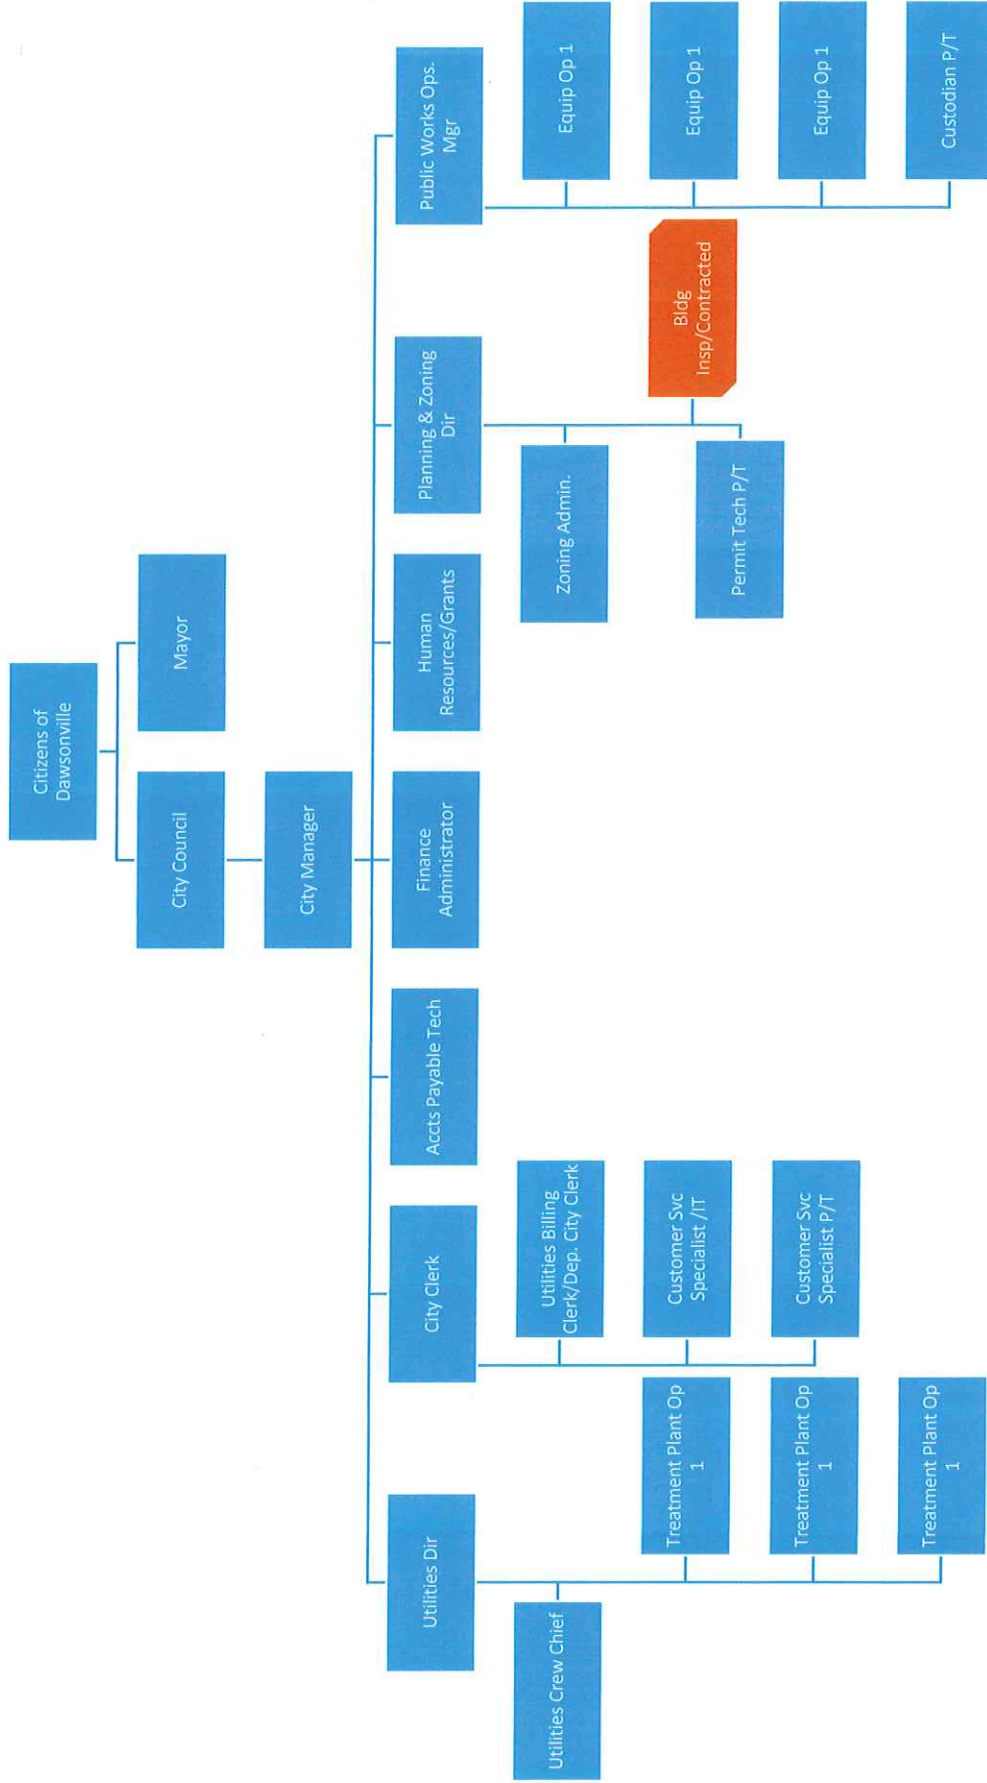 Citizens of
Dawsonville
City Council
Mayor
City Manager
Utilities Dir
City Clerk
Accts Payable Tech
Finance
Administrator
Human
Resources/Grants
Planning & Zoning
Dir
Public Works Ops.
Mgr
Utilities Crew Chief
Treatment Plant Op
1
Treatment Plant Op
1
Treatment Plant Op
1
Utilities Billing
Clerk/Dep. City Clerk
Customer Svc
Specialist /IT
Customer Svc
Specialist P/T
Zoning Admin.
Bldg
Insp/Contracted
Permit Tech P/T
Equip Op 1
Equip Op 1
Equip Op 1
Custodian P/T